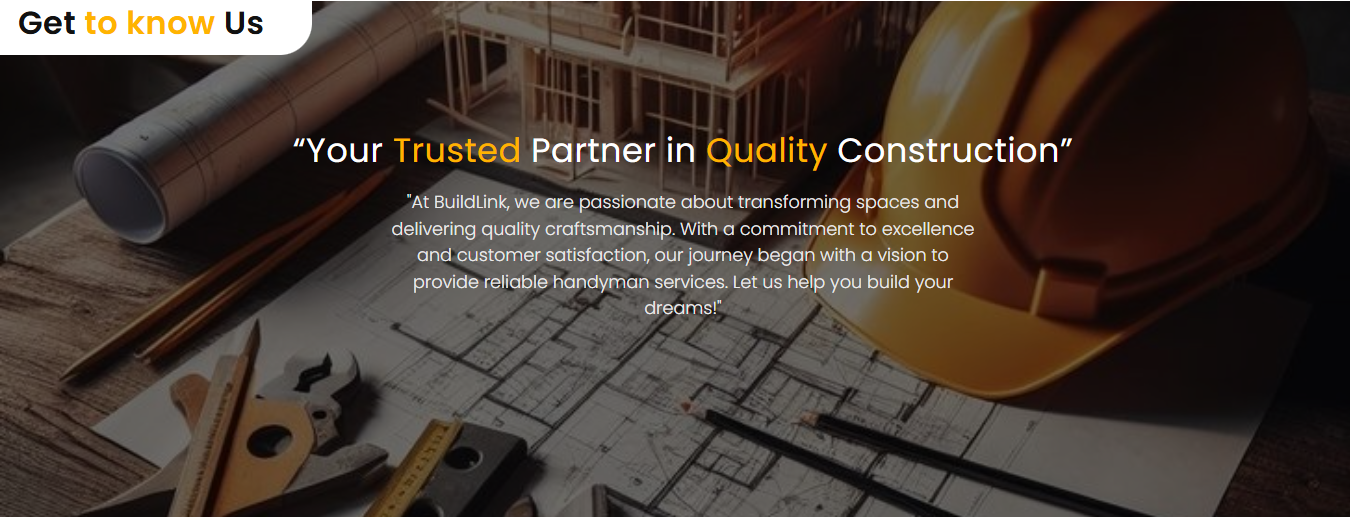 Get to know Us
“Your Trusted Partner in Quality Construction”
"At BuildLink, we are passionate about transforming spaces and
delivering quality craftsmanship. With a commitment to excellence
and customer satisfaction, our journey began with a vision to
provide reliable handyman services. Let us help you build your
dreams!"